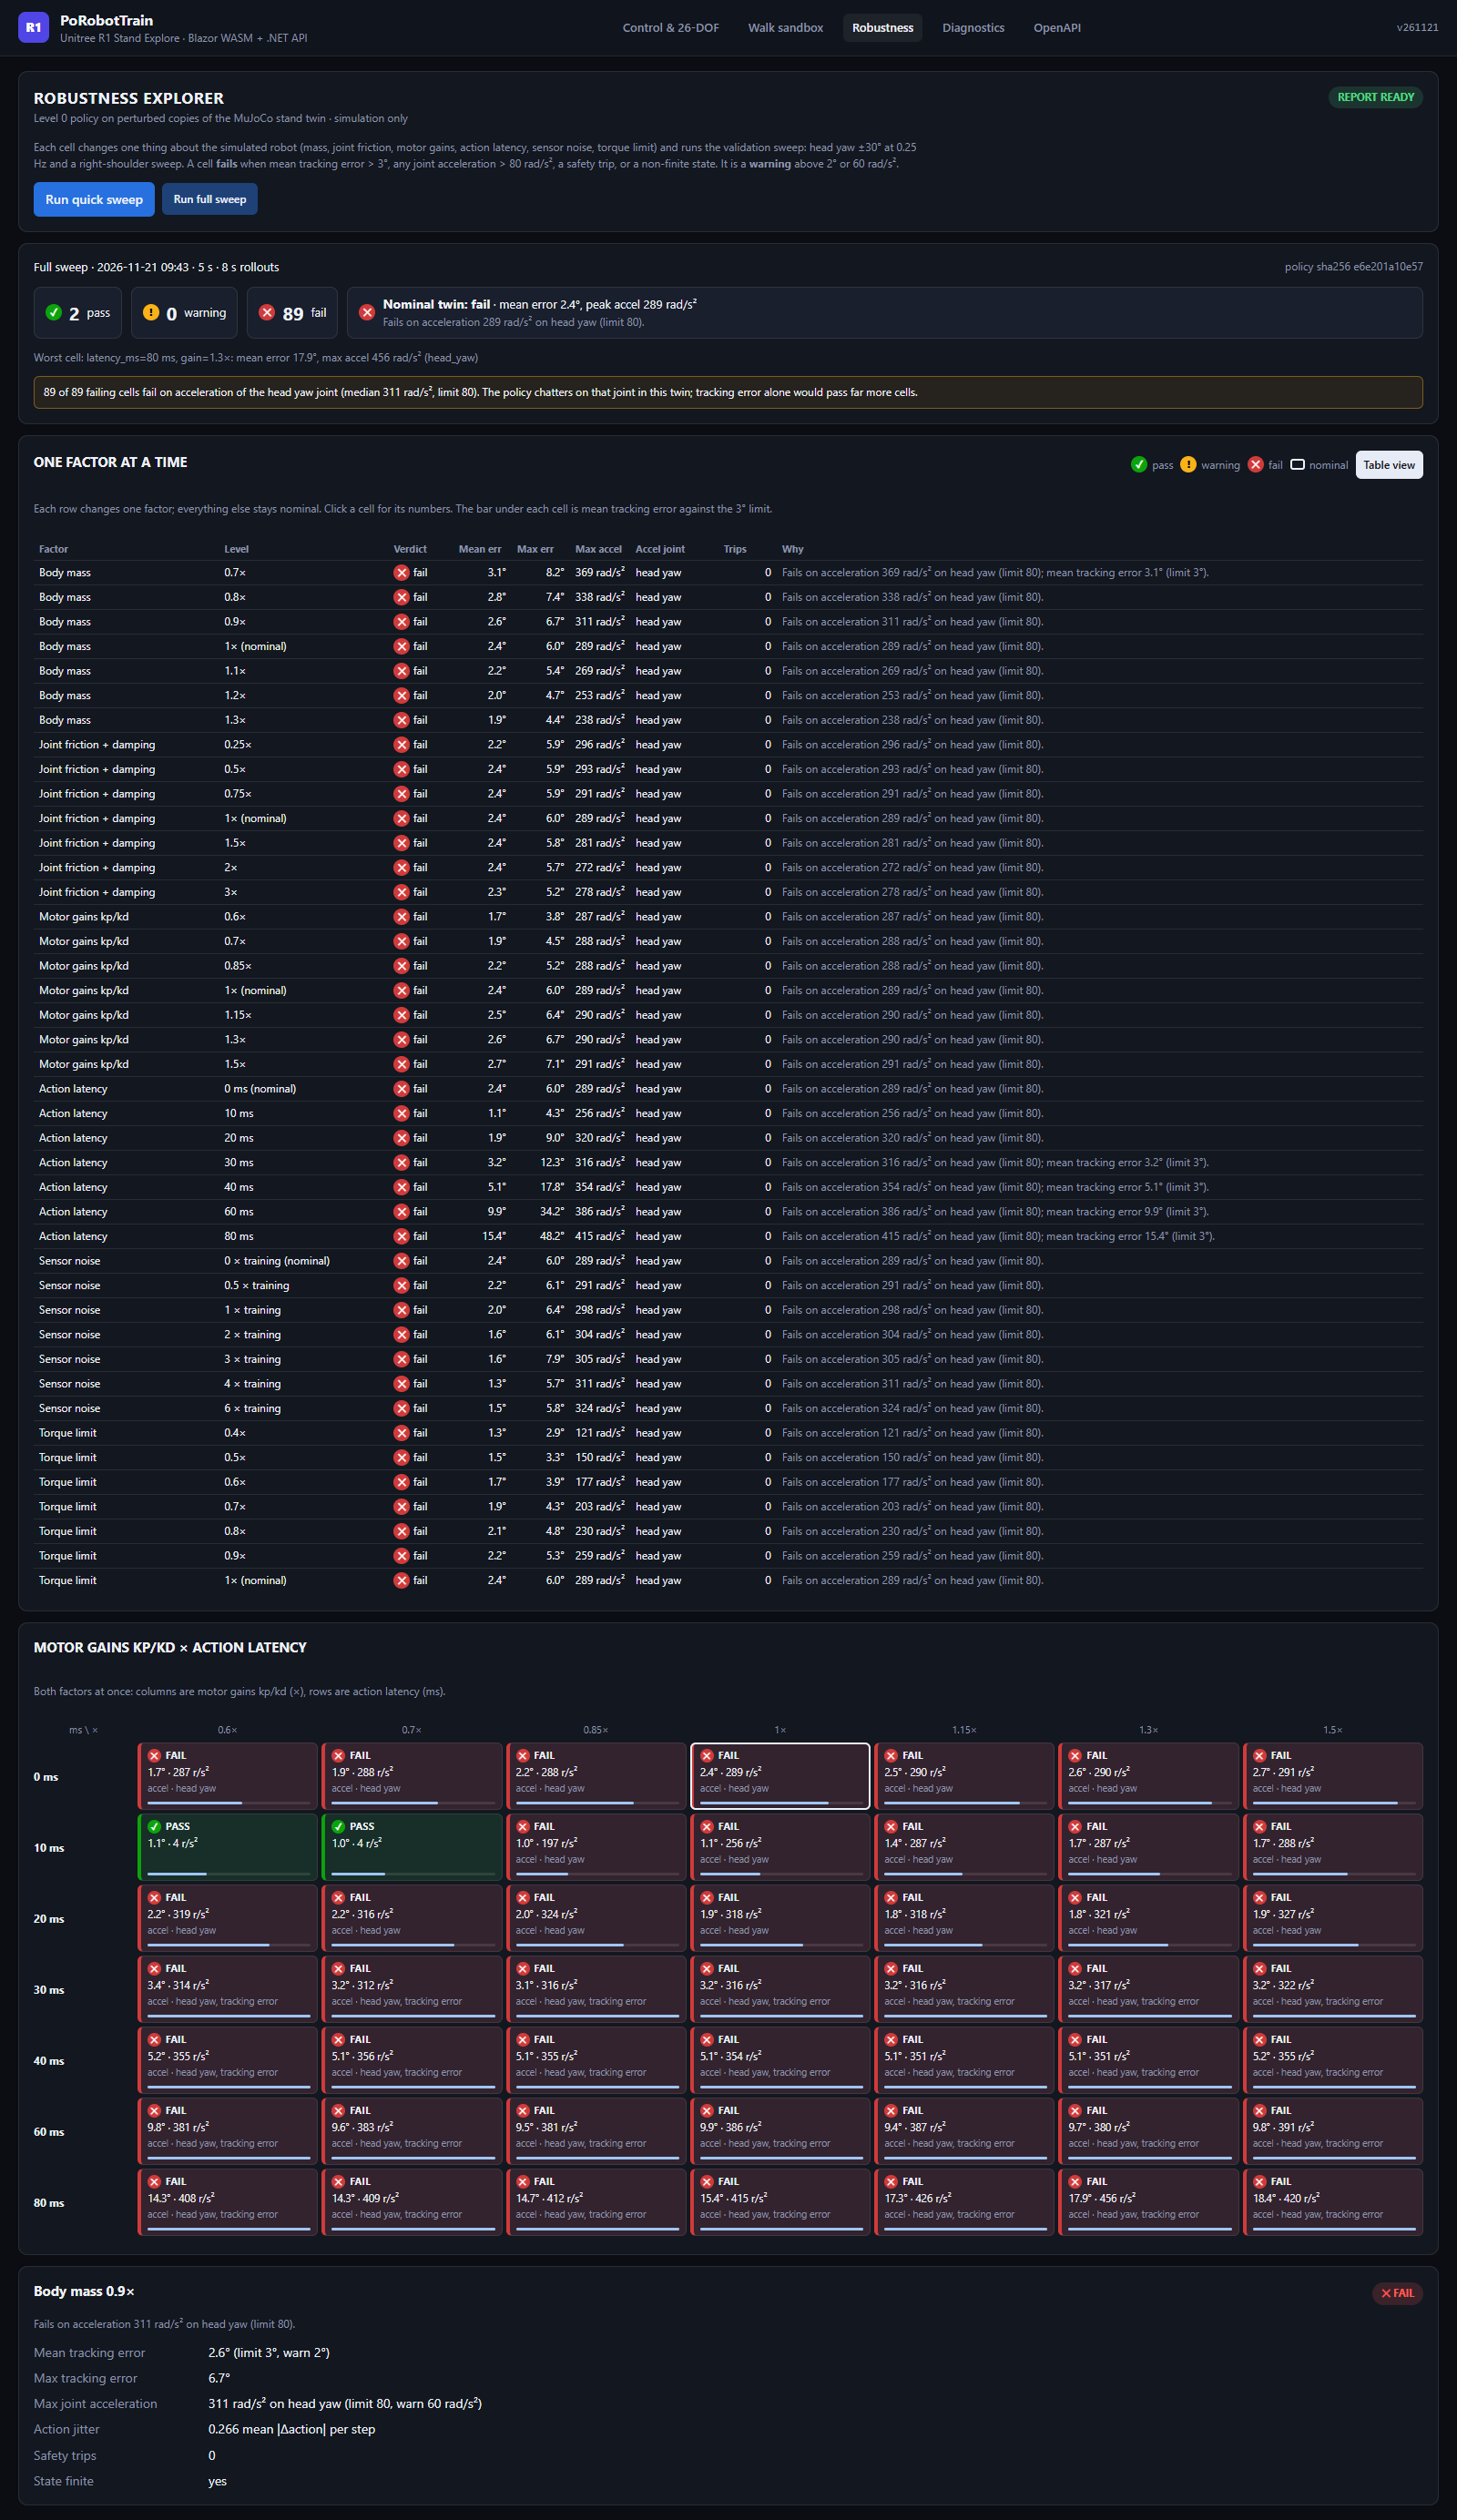 R1
PoRobotTrain
Unitree R1 Stand Explore · Blazor WASM + .NET API
Control & 26-DOF
Walk sandbox
Robustness
Diagnostics
OpenAPI
v261121
ROBUSTNESS EXPLORER
REPORT READY
Level 0 policy on perturbed copies of the MuJoCo stand twin · simulation only
Each cell changes one thing about the simulated robot (mass, joint friction, motor gains, action latency, sensor noise, torque limit) and runs the validation sweep: head yaw ±30° at 0.25
Hz and a right-shoulder sweep. A cell fails when mean tracking error > 3°, any joint acceleration > 80 rad/s², a safety trip, or a non-finite state. It is a warning above 2° or 60 rad/s².
Run quick sweep
Run full sweep
Full sweep · 2026-11-21 09:43 · 5 s · 8 s rollouts
policy sha256 e6e201a10e57
2 pass
0 warning
89 fail
Nominal twin: fail · mean error 2.4°, peak accel 289 rad/s²
Fails on acceleration 289 rad/s² on head yaw (limit 80).
Worst cell: latency_ms=80 ms, gain=1.3×: mean error 17.9°, max accel 456 rad/s² (head_yaw)
89 of 89 failing cells fail on acceleration of the head yaw joint (median 311 rad/s², limit 80). The policy chatters on that joint in this twin; tracking error alone would pass far more cells.
ONE FACTOR AT A TIME
pass warning fail nominal
Table view
Each row changes one factor; everything else stays nominal. Click a cell for its numbers. The bar under each cell is mean tracking error against the 3° limit.
Factor Level Verdict Mean err Max err Max accel Accel joint Trips Why
Body mass 0.7× fail 3.1° 8.2° 369 rad/s² head yaw 0 Fails on acceleration 369 rad/s² on head yaw (limit 80); mean tracking error 3.1° (limit 3°).
Body mass 0.8× fail 2.8° 7.4° 338 rad/s² head yaw 0 Fails on acceleration 338 rad/s² on head yaw (limit 80).
Body mass 0.9× fail 2.6° 6.7° 311 rad/s² head yaw 0 Fails on acceleration 311 rad/s² on head yaw (limit 80).
Body mass 1× (nominal) fail 2.4° 6.0° 289 rad/s² head yaw 0 Fails on acceleration 289 rad/s² on head yaw (limit 80).
Body mass 1.1× fail 2.2° 5.4° 269 rad/s² head yaw 0 Fails on acceleration 269 rad/s² on head yaw (limit 80).
Body mass 1.2× fail 2.0° 4.7° 253 rad/s² head yaw 0 Fails on acceleration 253 rad/s² on head yaw (limit 80).
Body mass 1.3× fail 1.9° 4.4° 238 rad/s² head yaw 0 Fails on acceleration 238 rad/s² on head yaw (limit 80).
Joint friction + damping 0.25× fail 2.2° 5.9° 296 rad/s² head yaw 0 Fails on acceleration 296 rad/s² on head yaw (limit 80).
Joint friction + damping 0.5× fail 2.4° 5.9° 293 rad/s² head yaw 0 Fails on acceleration 293 rad/s² on head yaw (limit 80).
Joint friction + damping 0.75× fail 2.4° 5.9° 291 rad/s² head yaw 0 Fails on acceleration 291 rad/s² on head yaw (limit 80).
Joint friction + damping 1× (nominal) fail 2.4° 6.0° 289 rad/s² head yaw 0 Fails on acceleration 289 rad/s² on head yaw (limit 80).
Joint friction + damping 1.5× fail 2.4° 5.8° 281 rad/s² head yaw 0 Fails on acceleration 281 rad/s² on head yaw (limit 80).
Joint friction + damping 2× fail 2.4° 5.7° 272 rad/s² head yaw 0 Fails on acceleration 272 rad/s² on head yaw (limit 80).
Joint friction + damping 3× fail 2.3° 5.2° 278 rad/s² head yaw 0 Fails on acceleration 278 rad/s² on head yaw (limit 80).
Motor gains kp/kd 0.6× fail 1.7° 3.8° 287 rad/s² head yaw 0 Fails on acceleration 287 rad/s² on head yaw (limit 80).
Motor gains kp/kd 0.7× fail 1.9° 4.5° 288 rad/s² head yaw 0 Fails on acceleration 288 rad/s² on head yaw (limit 80).
Motor gains kp/kd 0.85× fail 2.2° 5.2° 288 rad/s² head yaw 0 Fails on acceleration 288 rad/s² on head yaw (limit 80).
Motor gains kp/kd 1× (nominal) fail 2.4° 6.0° 289 rad/s² head yaw 0 Fails on acceleration 289 rad/s² on head yaw (limit 80).
Motor gains kp/kd 1.15× fail 2.5° 6.4° 290 rad/s² head yaw 0 Fails on acceleration 290 rad/s² on head yaw (limit 80).
Motor gains kp/kd 1.3× fail 2.6° 6.7° 290 rad/s² head yaw 0 Fails on acceleration 290 rad/s² on head yaw (limit 80).
Motor gains kp/kd 1.5× fail 2.7° 7.1° 291 rad/s² head yaw 0 Fails on acceleration 291 rad/s² on head yaw (limit 80).
Action latency 0 ms (nominal) fail 2.4° 6.0° 289 rad/s² head yaw 0 Fails on acceleration 289 rad/s² on head yaw (limit 80).
Action latency 10 ms fail 1.1° 4.3° 256 rad/s² head yaw 0 Fails on acceleration 256 rad/s² on head yaw (limit 80).
Action latency 20 ms fail 1.9° 9.0° 320 rad/s² head yaw 0 Fails on acceleration 320 rad/s² on head yaw (limit 80).
Action latency 30 ms fail 3.2° 12.3° 316 rad/s² head yaw 0 Fails on acceleration 316 rad/s² on head yaw (limit 80); mean tracking error 3.2° (limit 3°).
Action latency 40 ms fail 5.1° 17.8° 354 rad/s² head yaw 0 Fails on acceleration 354 rad/s² on head yaw (limit 80); mean tracking error 5.1° (limit 3°).
Action latency 60 ms fail 9.9° 34.2° 386 rad/s² head yaw 0 Fails on acceleration 386 rad/s² on head yaw (limit 80); mean tracking error 9.9° (limit 3°).
Action latency 80 ms fail 15.4° 48.2° 415 rad/s² head yaw 0 Fails on acceleration 415 rad/s² on head yaw (limit 80); mean tracking error 15.4° (limit 3°).
Sensor noise 0 × training (nominal) fail 2.4° 6.0° 289 rad/s² head yaw 0 Fails on acceleration 289 rad/s² on head yaw (limit 80).
Sensor noise 0.5 × training fail 2.2° 6.1° 291 rad/s² head yaw 0 Fails on acceleration 291 rad/s² on head yaw (limit 80).
Sensor noise 1 × training fail 2.0° 6.4° 298 rad/s² head yaw 0 Fails on acceleration 298 rad/s² on head yaw (limit 80).
Sensor noise 2 × training fail 1.6° 6.1° 304 rad/s² head yaw 0 Fails on acceleration 304 rad/s² on head yaw (limit 80).
Sensor noise 3 × training fail 1.6° 7.9° 305 rad/s² head yaw 0 Fails on acceleration 305 rad/s² on head yaw (limit 80).
Sensor noise 4 × training fail 1.3° 5.7° 311 rad/s² head yaw 0 Fails on acceleration 311 rad/s² on head yaw (limit 80).
Sensor noise 6 × training fail 1.5° 5.8° 324 rad/s² head yaw 0 Fails on acceleration 324 rad/s² on head yaw (limit 80).
Torque limit 0.4× fail 1.3° 2.9° 121 rad/s² head yaw 0 Fails on acceleration 121 rad/s² on head yaw (limit 80).
Torque limit 0.5× fail 1.5° 3.3° 150 rad/s² head yaw 0 Fails on acceleration 150 rad/s² on head yaw (limit 80).
Torque limit 0.6× fail 1.7° 3.9° 177 rad/s² head yaw 0 Fails on acceleration 177 rad/s² on head yaw (limit 80).
Torque limit 0.7× fail 1.9° 4.3° 203 rad/s² head yaw 0 Fails on acceleration 203 rad/s² on head yaw (limit 80).
Torque limit 0.8× fail 2.1° 4.8° 230 rad/s² head yaw 0 Fails on acceleration 230 rad/s² on head yaw (limit 80).
Torque limit 0.9× fail 2.2° 5.3° 259 rad/s² head yaw 0 Fails on acceleration 259 rad/s² on head yaw (limit 80).
Torque limit 1× (nominal) fail 2.4° 6.0° 289 rad/s² head yaw 0 Fails on acceleration 289 rad/s² on head yaw (limit 80).
MOTOR GAINS KP/KD × ACTION LATENCY
Both factors at once: columns are motor gains kp/kd (×), rows are action latency (ms).
ms \ × 0.6× 0.7× 0.85× 1× 1.15× 1.3× 1.5×
FAIL FAIL FAIL FAIL FAIL FAIL FAIL
0 ms 1.7° · 287 r/s² 1.9° · 288 r/s² 2.2° · 288 r/s² 2.4° · 289 r/s² 2.5° · 290 r/s² 2.6° · 290 r/s² 2.7° · 291 r/s²
accel · head yaw accel · head yaw accel · head yaw accel · head yaw accel · head yaw accel · head yaw accel · head yaw
PASS PASS FAIL FAIL FAIL FAIL FAIL
10 ms 1.1° · 4 r/s² 1.0° · 4 r/s² 1.0° · 197 r/s² 1.1° · 256 r/s² 1.4° · 287 r/s² 1.7° · 287 r/s² 1.7° · 288 r/s²
accel · head yaw accel · head yaw accel · head yaw accel · head yaw accel · head yaw
FAIL FAIL FAIL FAIL FAIL FAIL FAIL
20 ms 2.2° · 319 r/s² 2.2° · 316 r/s² 2.0° · 324 r/s² 1.9° · 318 r/s² 1.8° · 318 r/s² 1.8° · 321 r/s² 1.9° · 327 r/s²
accel · head yaw accel · head yaw accel · head yaw accel · head yaw accel · head yaw accel · head yaw accel · head yaw
FAIL FAIL FAIL FAIL FAIL FAIL FAIL
30 ms 3.4° · 314 r/s² 3.2° · 312 r/s² 3.1° · 316 r/s² 3.2° · 316 r/s² 3.2° · 316 r/s² 3.2° · 317 r/s² 3.2° · 322 r/s²
accel · head yaw, tracking error accel · head yaw, tracking error accel · head yaw, tracking error accel · head yaw, tracking error accel · head yaw, tracking error accel · head yaw, tracking error accel · head yaw, tracking error
FAIL FAIL FAIL FAIL FAIL FAIL FAIL
40 ms 5.2° · 355 r/s² 5.1° · 356 r/s² 5.1° · 355 r/s² 5.1° · 354 r/s² 5.1° · 351 r/s² 5.1° · 351 r/s² 5.2° · 355 r/s²
accel · head yaw, tracking error accel · head yaw, tracking error accel · head yaw, tracking error accel · head yaw, tracking error accel · head yaw, tracking error accel · head yaw, tracking error accel · head yaw, tracking error
FAIL FAIL FAIL FAIL FAIL FAIL FAIL
60 ms 9.8° · 381 r/s² 9.6° · 383 r/s² 9.5° · 381 r/s² 9.9° · 386 r/s² 9.4° · 387 r/s² 9.7° · 380 r/s² 9.8° · 391 r/s²
accel · head yaw, tracking error accel · head yaw, tracking error accel · head yaw, tracking error accel · head yaw, tracking error accel · head yaw, tracking error accel · head yaw, tracking error accel · head yaw, tracking error
FAIL FAIL FAIL FAIL FAIL FAIL FAIL
80 ms 14.3° · 408 r/s² 14.3° · 409 r/s² 14.7° · 412 r/s² 15.4° · 415 r/s² 17.3° · 426 r/s² 17.9° · 456 r/s² 18.4° · 420 r/s²
accel · head yaw, tracking error accel · head yaw, tracking error accel · head yaw, tracking error accel · head yaw, tracking error accel · head yaw, tracking error accel · head yaw, tracking error accel · head yaw, tracking error
Body mass 0.9×
FAIL
Fails on acceleration 311 rad/s² on head yaw (limit 80).
Mean tracking error 2.6° (limit 3°, warn 2°)
Max tracking error 6.7°
Max joint acceleration 311 rad/s² on head yaw (limit 80, warn 60 rad/s²)
Action jitter 0.266 mean |Δaction| per step
Safety trips 0
State finite yes